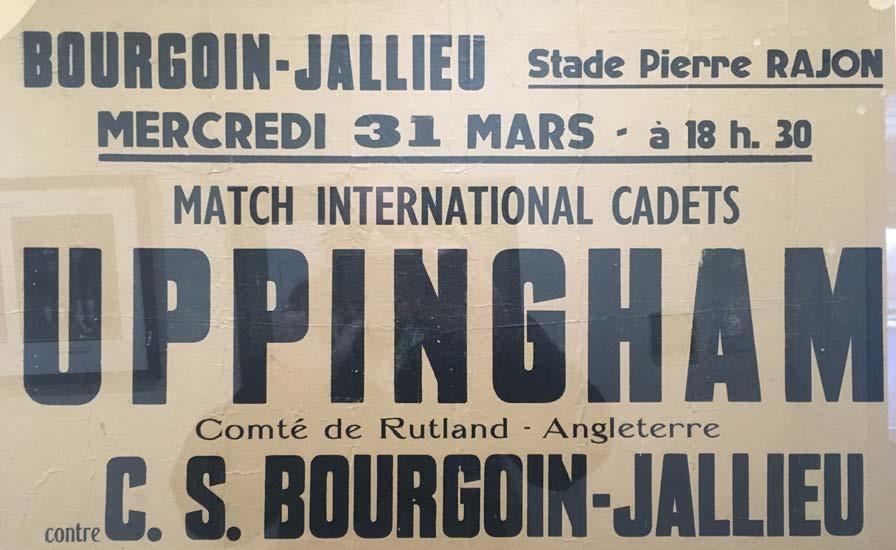 BOURGOIN-JALLIEU Stade Pierre RAJON
MERCREDI 31 MARS - à 18 h. 30
MATCH INTERNATIONAL CADETS
UPPINGHAM
Comté de Rutland - Angleterre
contre C. S. BOURGOIN-JALLIEU